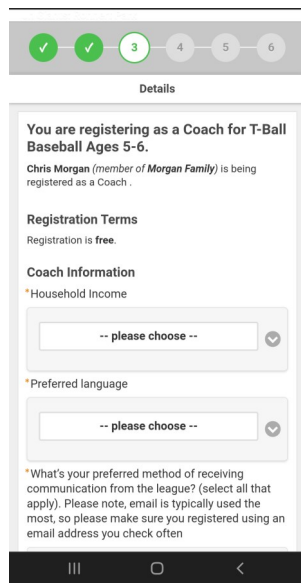 3 4 5 6
Details
You are registering as a Coach for T-Ball
Baseball Ages 5-6.
Chris Morgan (member of Morgan Family) is being
registered as a Coach .
Registration Terms
Registration is free.
Coach Information
*Household Income
-- please choose --
*Preferred language
-- please choose --
*What's your preferred method of receiving
communication from the league? (select all that
apply). Please note, email is typically used the
most, so please make sure you registered using an
email address you check often